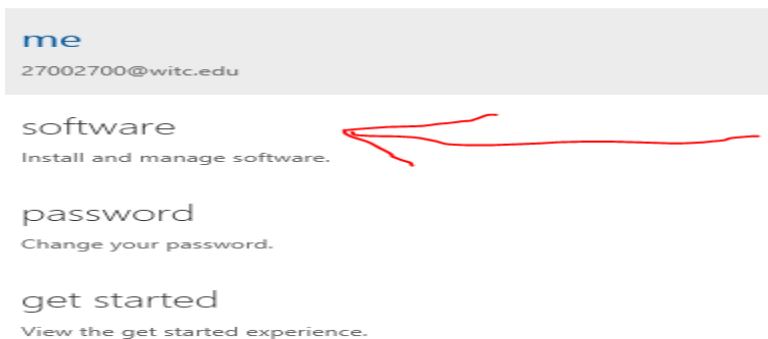 me
27002700@witc.edu
software
Install and manage software.
password
Change your password.
get started
View the get started experience.